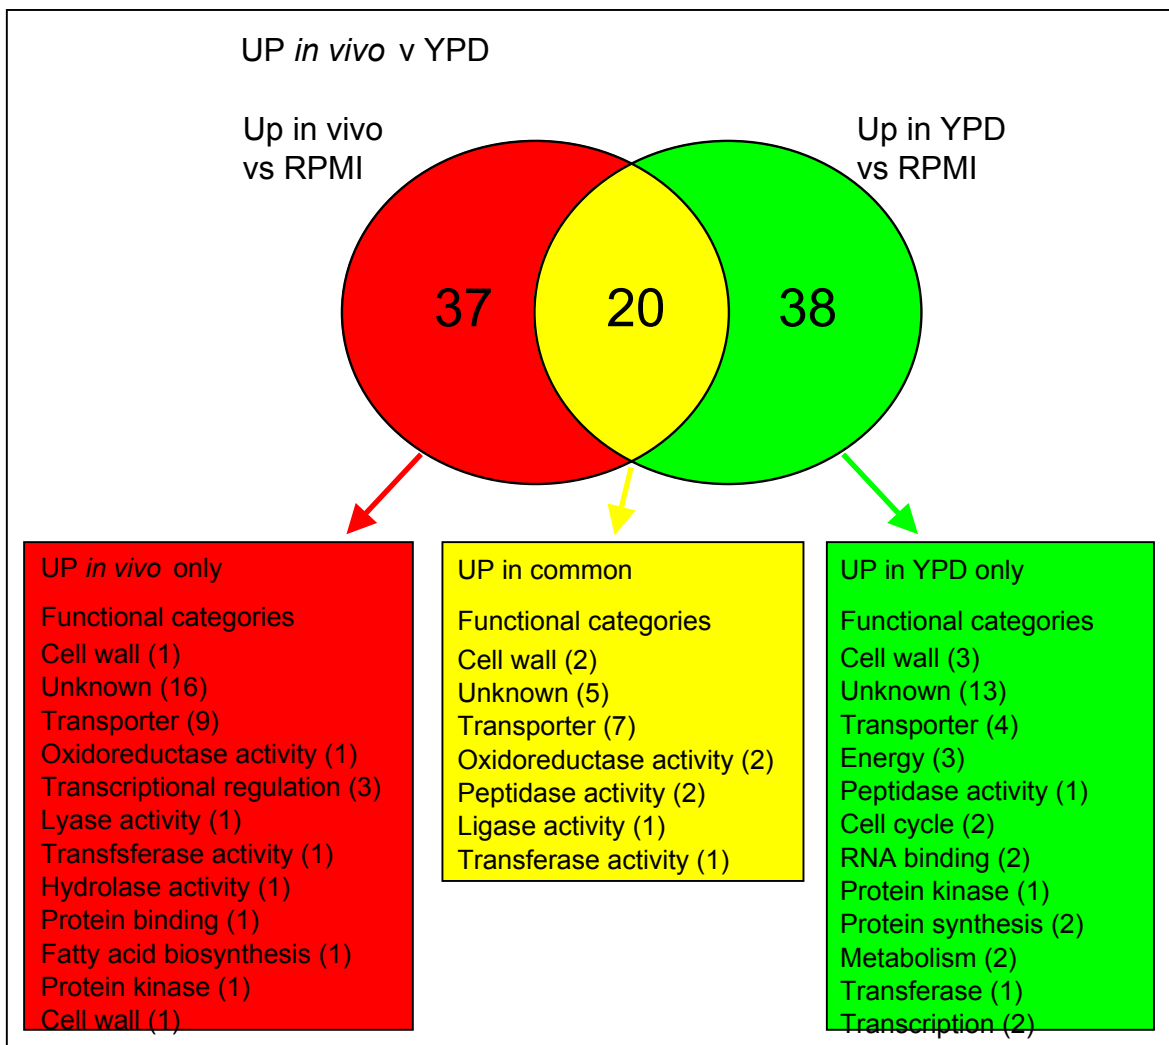 UP in vivo v YPD
Up in vivo
vs RPMI
Up in YPD
vs RPMI
37
20
38
UP in vivo only
Functional categories
Cell wall (1)
Unknown (16)
Transporter (9)
Oxidoreductase activity (1)
Transcriptional regulation (3)
Lyase activity (1)
Transfsferase activity (1)
Hydrolase activity (1)
Protein binding (1)
Fatty acid biosynthesis (1)
Protein kinase (1)
Cell wall (1)
UP in common
Functional categories
Cell wall (2)
Unknown (5)
Transporter (7)
Oxidoreductase activity (2)
Peptidase activity (2)
Ligase activity (1)
Transferase activity (1)
UP in YPD only
Functional categories
Cell wall (3)
Unknown (13)
Transporter (4)
Energy (3)
Peptidase activity (1)
Cell cycle (2)
RNA binding (2)
Protein kinase (1)
Protein synthesis (2)
Metabolism (2)
Transferase (1)
Transcription (2)